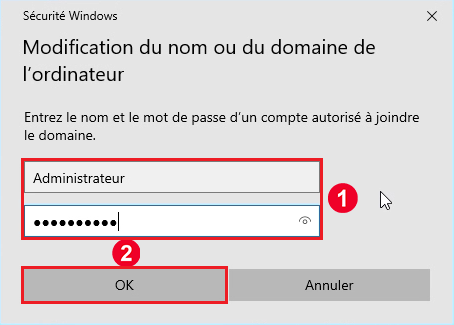 Sécurité Windows
Modification du nom ou du domaine de
l'ordinateur
Entrez le nom et le mot de passe d'un compte autorisé à joindre
le domaine.
Administrateur
1
●●●●●●●●●●
2
OK
Annuler